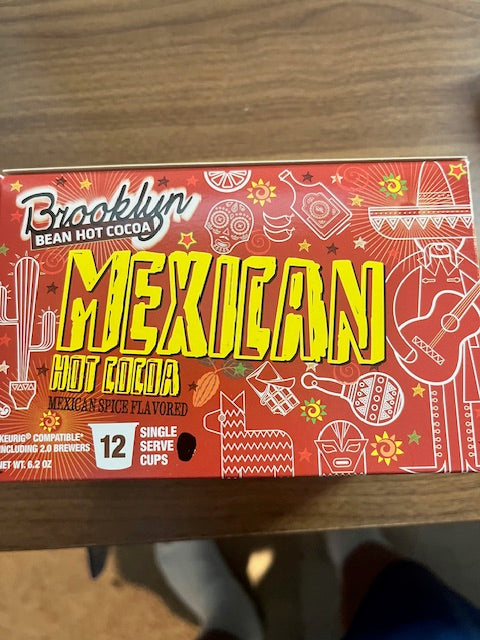 Brooklyn
BEAN HOT COCOA
MEXICAN
HOT COCOA
MEXICAN SPICE FLAVORED
KEURIG® COMPATIBLE*
INCLUDING 2.0 BREWERS
NET WT. 6.2 OZ
12
SINGLE
SERVE
CUPS